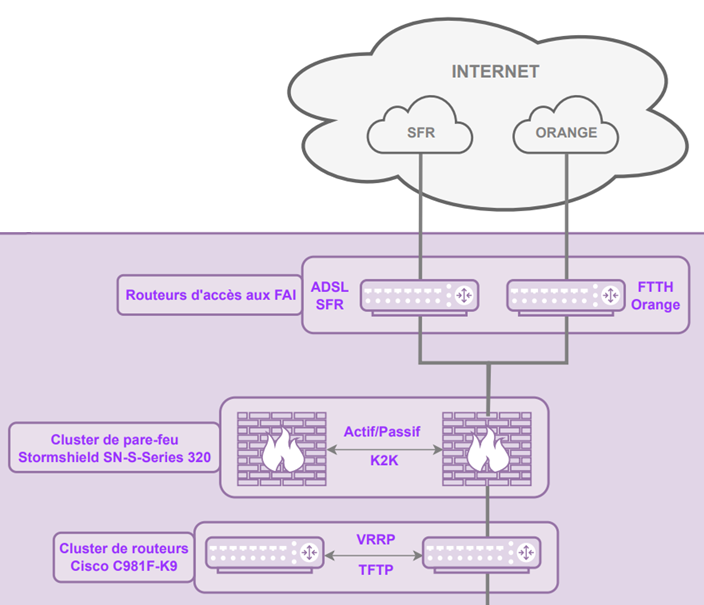 INTERNET
SFR
ORANGE
Routeurs d'accès aux FAI
ADSL
SFR
FTTH
Orange
Cluster de pare-feu
Stormshield SN-S-Series 320
Actif/Passif
K2K
Cluster de routeurs
Cisco C981F-K9
VRRP
TFTP